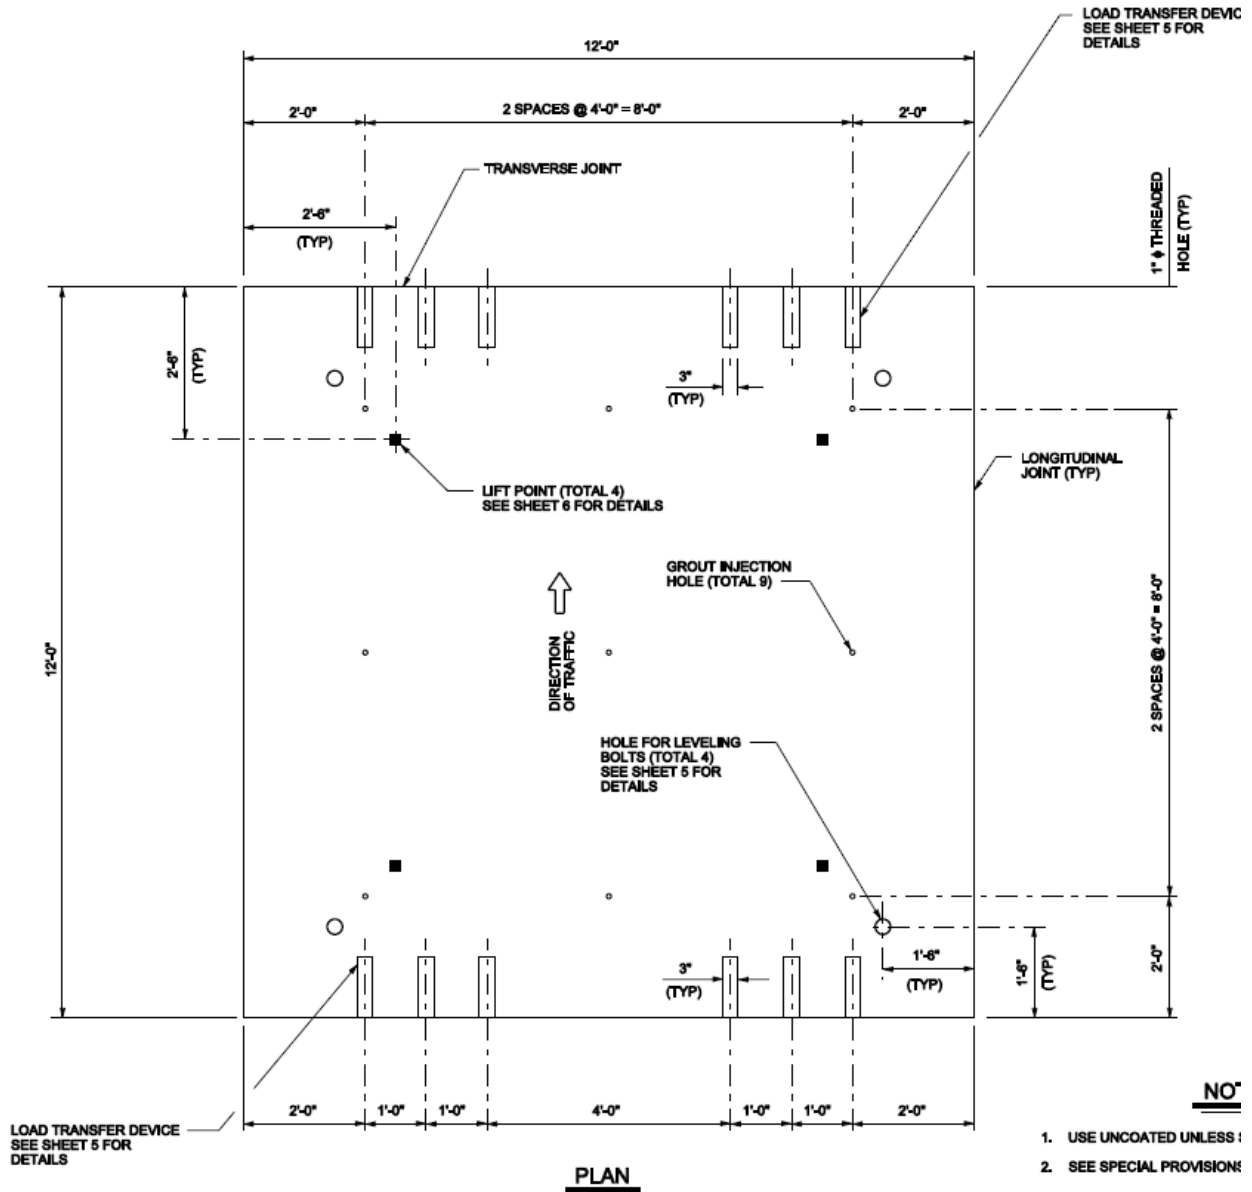 LOAD TRANSFER DEVIC
SEE SHEET 5 FOR
DETAILS
12'-0"
2'-0"
2 SPACES @ 4'-0" = 8'-0"
2'-0"
TRANSVERSE JOINT
2'-6"
(TYP)
1" ϕ THREADED
HOLE (TYP)
2'-6"
(TYP)
3"
(TYP)
LONGITUDINAL
JOINT (TYP)
LIFT POINT (TOTAL 4)
SEE SHEET 6 FOR DETAILS
GROUT INJECTION
HOLE (TOTAL 9)
12'-0"
DIRECTION
OF TRAFFIC
2 SPACES @ 4'-0" = 8'-0"
HOLE FOR LEVELING
BOLTS (TOTAL 4)
SEE SHEET 5 FOR
DETAILS
3"
(TYP)
1'-6"
(TYP)
1'-6"
(TYP)
2'-0"
2'-0"
1'-0"
1'-0"
4'-0"
1'-0"
1'-0"
2'-0"
LOAD TRANSFER DEVICE
SEE SHEET 5 FOR
DETAILS
PLAN
NOT
1. USE UNCOATED UNLESS S
2. SEE SPECIAL PROVISIONS